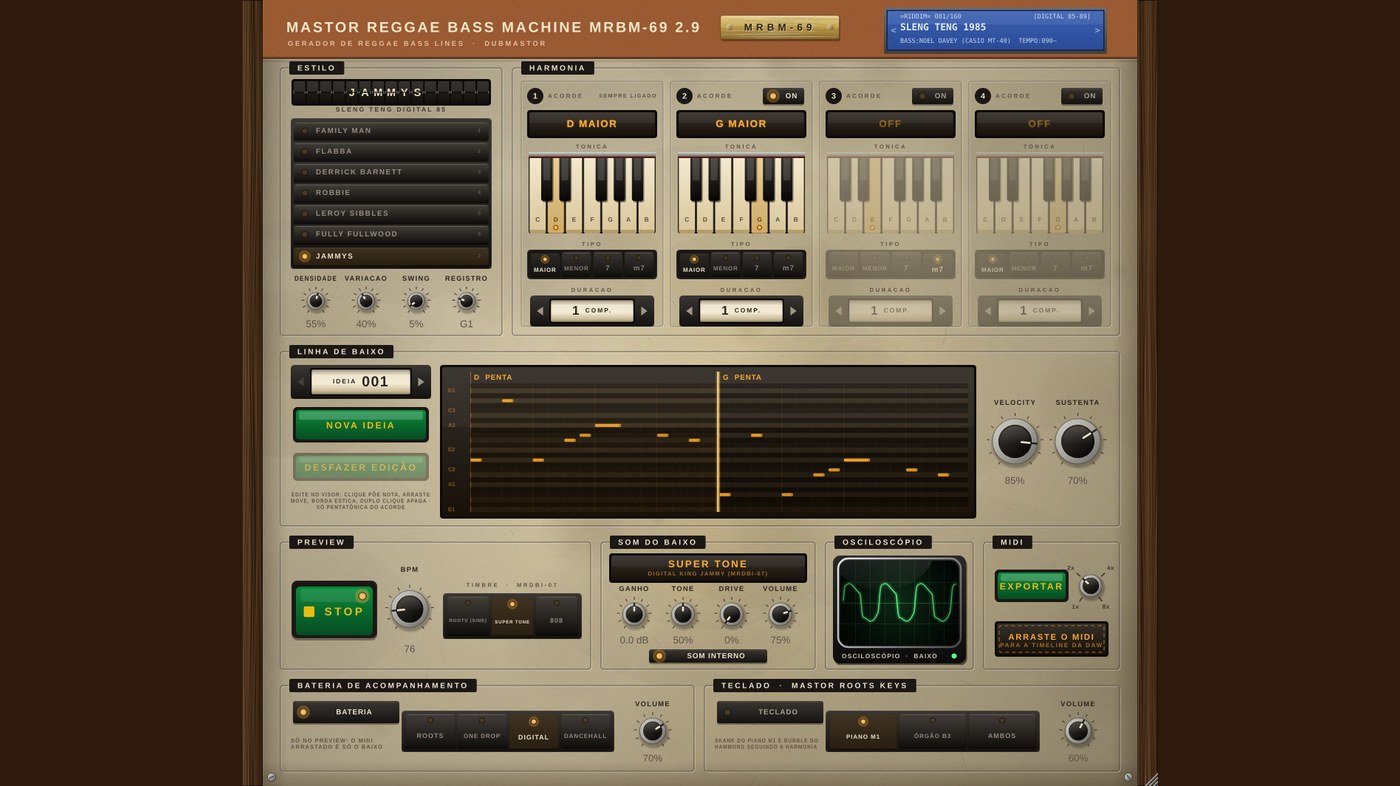 MASTOR REGGAE BASS MACHINE MRBM-69 2.9
GERADOR DE REGGAE BASS LINES · DUBMASTOR
MRBM-69
=RIDDIM= 081/160 [DIGITAL 85-89]
< SLENG TENG 1985 >
BASS:NOEL DAVEY (CASIO MT-40) TEMPO:090~
ESTILO
JAMMYS
SLENG TENG DIGITAL 85
FAMILY MAN 1
FLABBA 2
DERRICK BARNETT 3
ROBBIE 4
LEROY SIBBLES 5
FULLY FULLWOOD 6
JAMMYS 7
DENSIDADE VARIACAO SWING REGISTRO
55% 40% 5% G1
HARMONIA
1 ACORDE SEMPRE LIGADO
D MAIOR
TONICA
C D E F G A B
TIPO
MAIOR MENOR 7 m7
DURACAO
1 COMP.
2 ACORDE ON
G MAIOR
TONICA
C D E F G A B
TIPO
MAIOR MENOR 7 m7
DURACAO
1 COMP.
3 ACORDE ON
OFF
TONICA
C D E F G A B
TIPO
MAIOR MENOR 7 m7
DURACAO
1 COMP.
4 ACORDE ON
OFF
TONICA
C D E F G A B
TIPO
MAIOR MENOR 7 m7
DURACAO
1 COMP.
LINHA DE BAIXO
IDEIA 001
NOVA IDEIA
DESFAZER EDIÇÃO
EDITE NO VISOR: CLIQUE PÕE NOTA, ARRASTE
MOVE, BORDA ESTICA, DUPLO CLIQUE APAGA ·
SÓ PENTATÔNICA DO ACORDE
D PENTA G PENTA
C3
A2
E2
C2
A1
E1
VELOCITY SUSTENTA
85% 70%
PREVIEW
STOP
BPM
76
TIMBRE · MRDBI-07
ROOTS (SINE) SUPER TONE 808
SOM DO BAIXO
SUPER TONE
DIGITAL KING JAMMY (MRDBI-07)
GANHO TONE DRIVE VOLUME
0.0 dB 50% 0% 75%
SOM INTERNO
OSCILOSCÓPIO
OSCILOSCÓPIO · BAIXO
MIDI
EXPORTAR
2x 4x
1x 8x
ARRASTE O MIDI
PARA A TIMELINE DA DAW
BATERIA DE ACOMPANHAMENTO
BATERIA
SÓ NO PREVIEW: O MIDI
ARRASTADO É SÓ O BAIXO
ROOTS ONE DROP DIGITAL DANCEHALL
VOLUME
70%
TECLADO · MASTOR ROOTS KEYS
TECLADO
SKANK DO PIANO M1 E BUBBLE DO
HAMMOND SEGUINDO A HARMONIA
PIANO M1 ÓRGÃO B3 AMBOS
VOLUME
60%